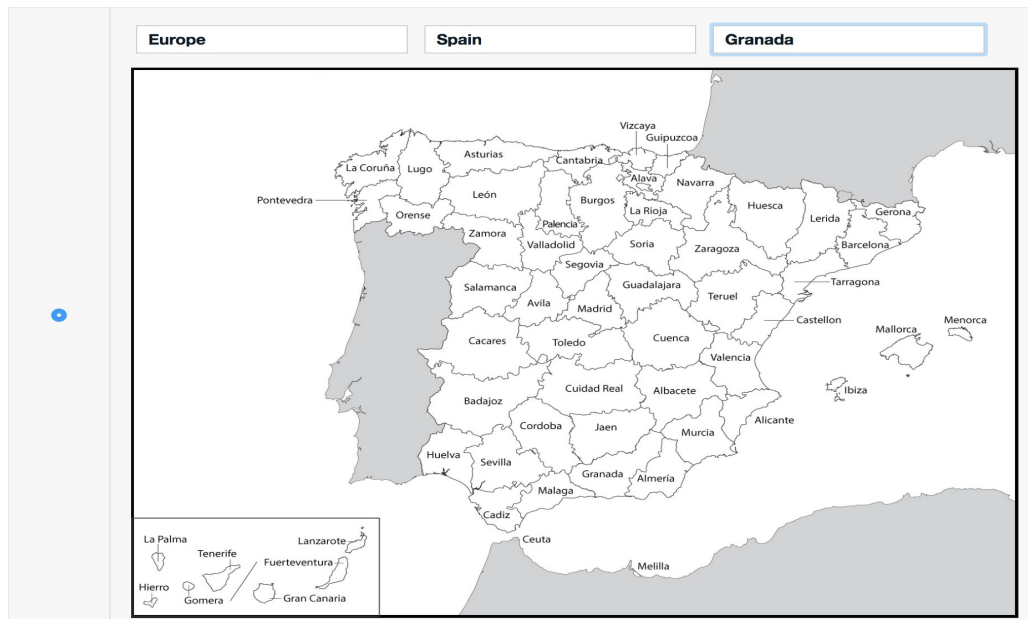 Europe
Spain
Granada
Vizcaya
Guipuzcoa
Asturias
Cantabria
La Coruña
Lugo
Alava
Navarra
León
Pontevedra
Burgos
La Rioja
Huesca
Orense
Lerida
Gerona
Palencia
Zamora
Valladolid
Soria
Zaragoza
Barcelona
Segovia
Salamanca
Guadalajara
Tarragona
Avila
Madrid
Teruel
Castellon
Menorca
Mallorca
Cacares
Toledo
Cuenca
Valencia
Cuidad Real
Albacete
Ibiza
Badajoz
Alicante
Cordoba
Jaen
Murcia
Huelva
Sevilla
Granada
Almería
Malaga
Cadiz
Ceuta
Melilla
La Palma
Lanzarote
Tenerife
Fuerteventura
Hierro
Gomera
Gran Canaria